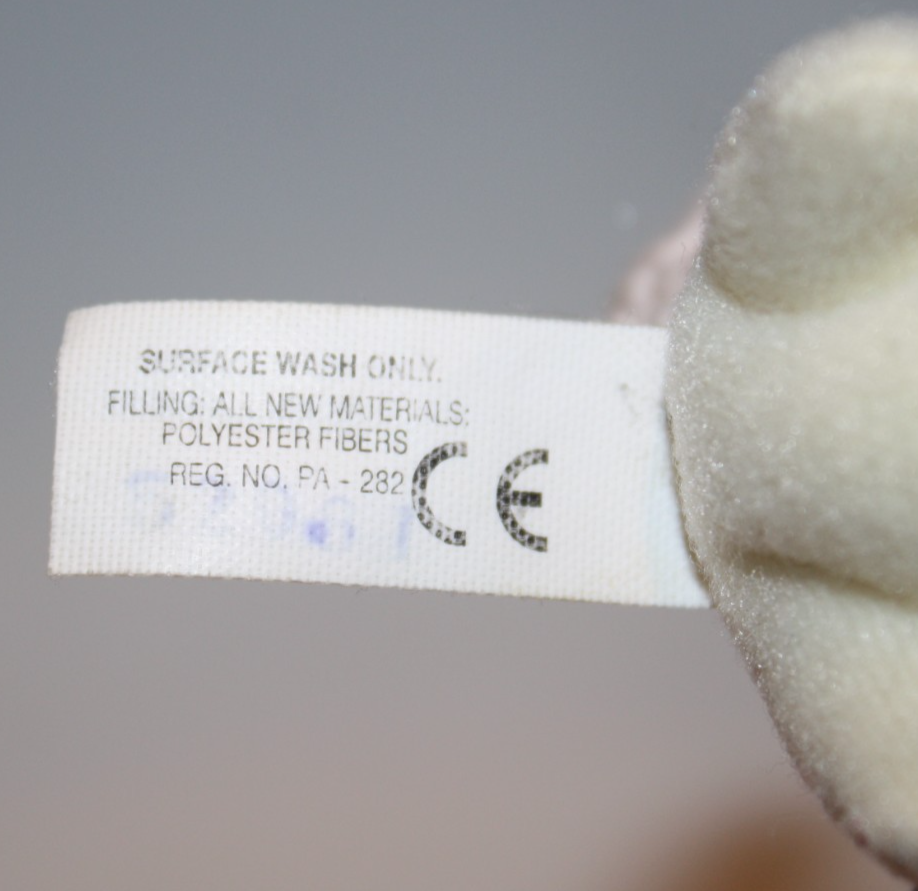 SURFACE WASH ONLY.
FILLING: ALL NEW MATERIALS:
POLYESTER FIBERS
REG. NO. PA - 282
CE